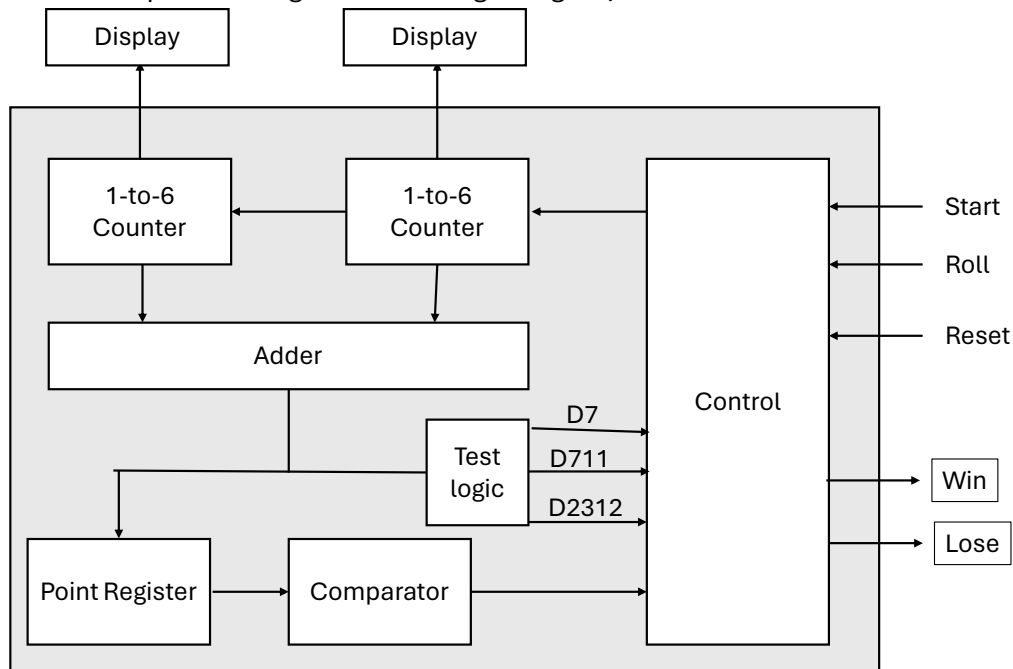 Display
Display
1-to-6
Counter
1-to-6
Counter
Start
Roll
Reset
Adder
Control
D7
Test
logic
D711
D2312
Win
Lose
Point Register
Comparator